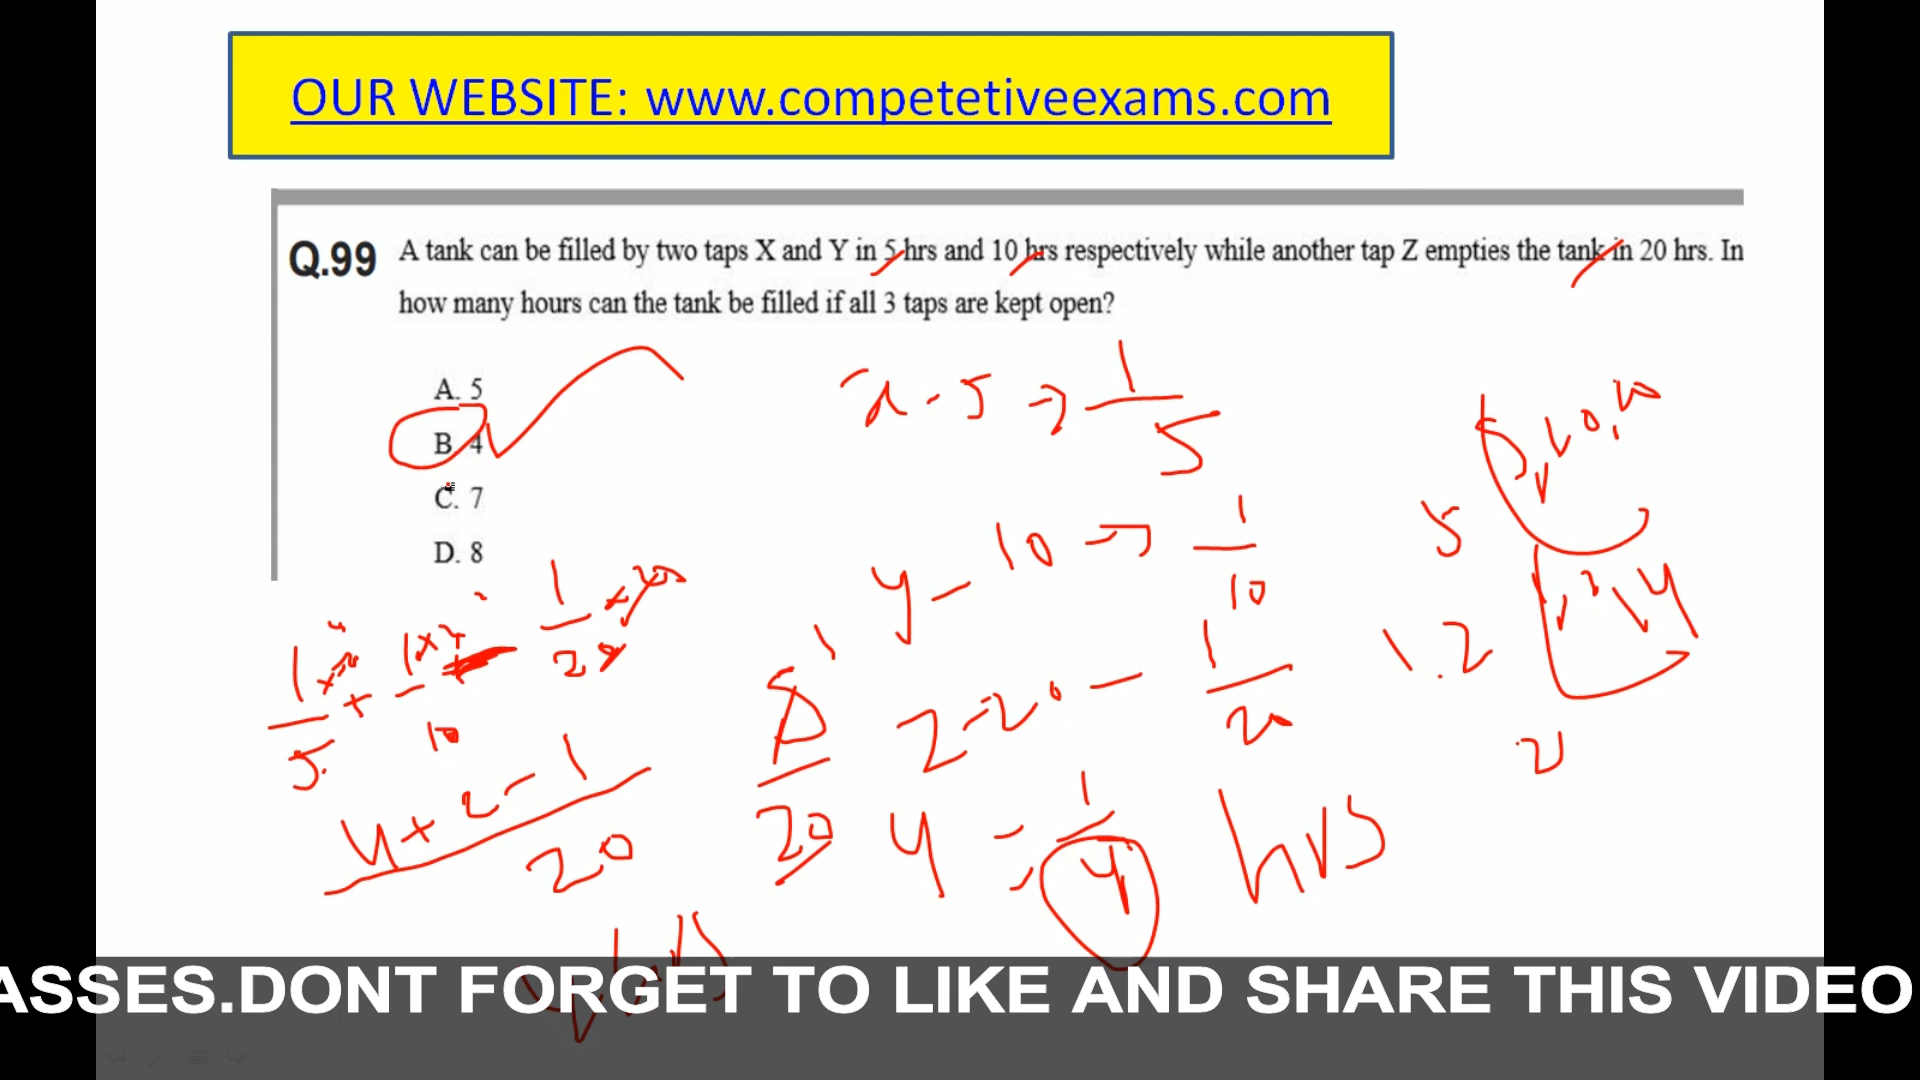 OUR WEBSITE: www.competetiveexams.com
Q.99 A tank can be filled by two taps X and Y in 5 hrs and 10 hrs respectively while another tap Z empties the tank in 20 hrs. In
how many hours can the tank be filled if all 3 taps are kept open?
A. 5
B. 4
C. 7
D. 8
x - 5 → 1/5
y - 10 → 1/10
z - 20 - 1/20
4 + 2 - 1
20
= 1/4 hrs
ASSES.DONT FORGET TO LIKE AND SHARE THIS VIDEO